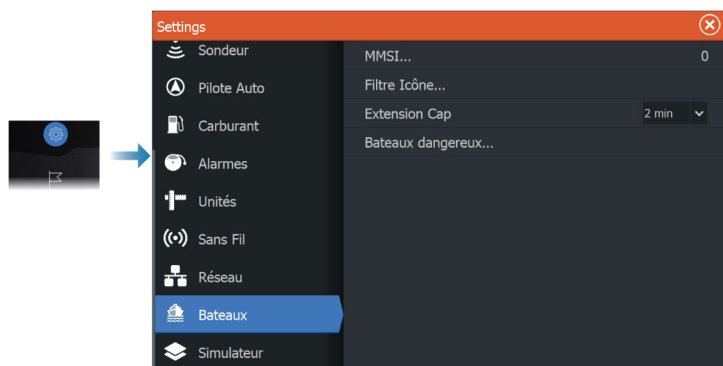 Settings
Sondeur
Pilote Auto
Carburant
Alarmes
Unités
Sans Fil
Réseau
Bateaux
Simulateur
MMSI... 0
Filtre Icône...
Extension Cap 2 min
Bateaux dangereux...